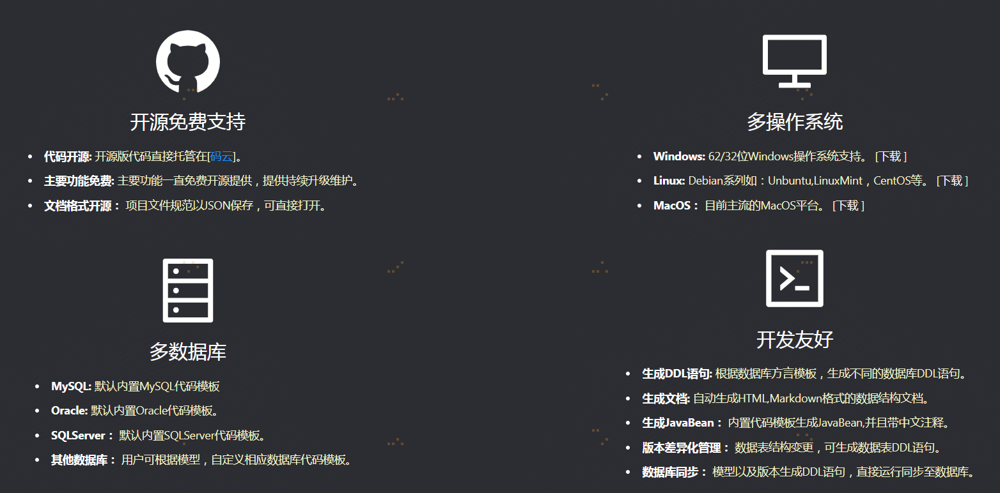 开源免费支持
代码开源: 开源版代码直接托管在[码云]。
主要功能免费: 主要功能一直免费开源提供，提供持续升级维护。
文档格式开源： 项目文件规范以JSON保存，可直接打开。
多操作系统
Windows: 62/32位Windows操作系统支持。 [下载 ]
Linux: Debian系列如：Unbuntu,LinuxMint，CentOS等。 [下载 ]
MacOS： 目前主流的MacOS平台。 [下载 ]
多数据库
MySQL: 默认内置MySQL代码模板
Oracle: 默认内置Oracle代码模板。
SQLServer： 默认内置SQLServer代码模板。
其他数据库： 用户可根据模型，自定义相应数据库代码模板。
开发友好
生成DDL语句: 根据数据库方言模板，生成不同的数据库DDL语句。
生成文档: 自动生成HTML,Markdown格式的数据结构文档。
生成JavaBean： 内置代码模板生成JavaBean,并且带中文注释。
版本差异化管理： 数据表结构变更，可生成数据表DDL语句。
数据库同步： 模型以及版本生成DDL语句，直接运行同步至数据库。